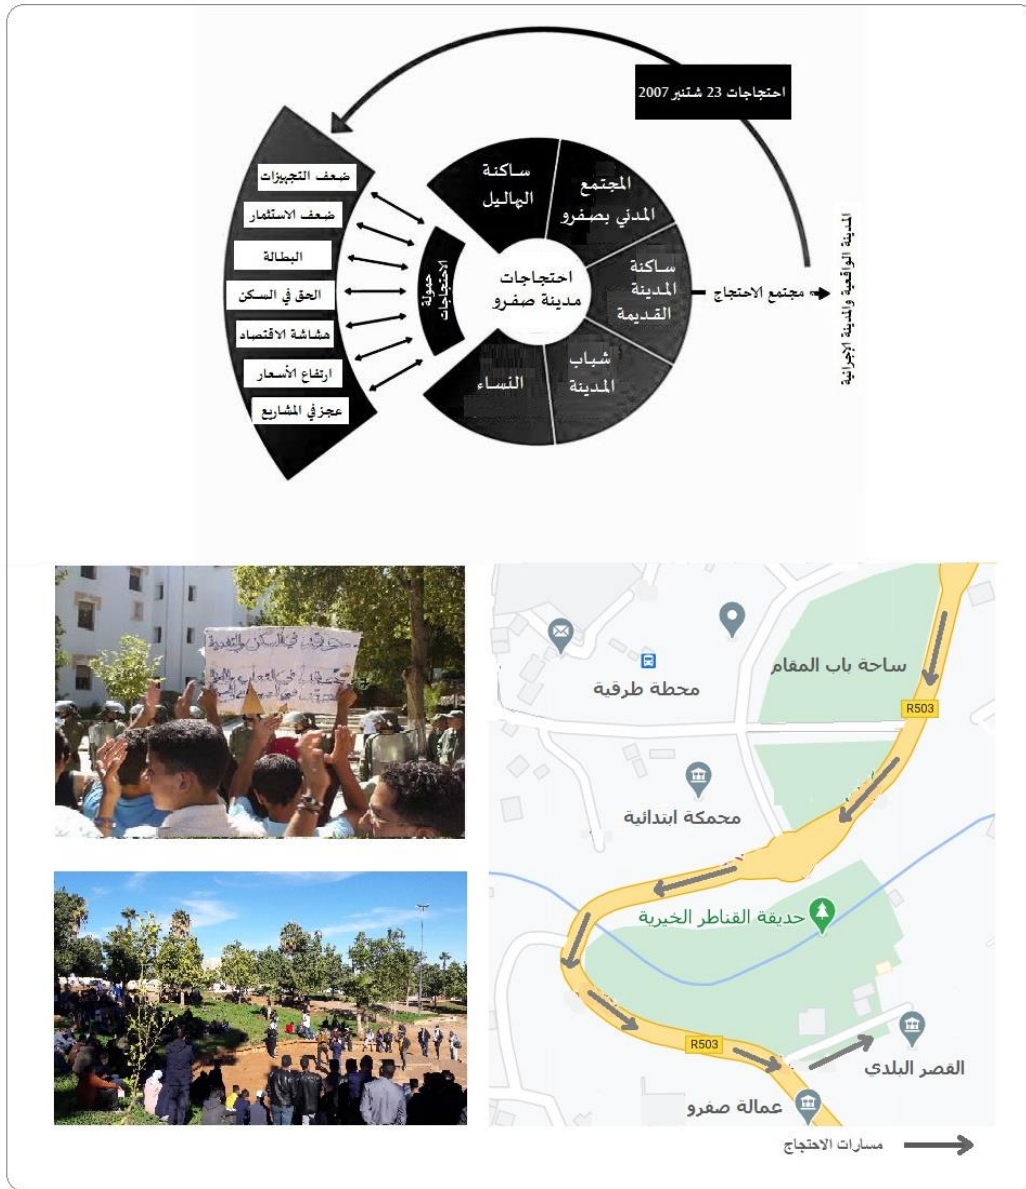 احتجاجات 23 شتنبر 2007
ساكنة
الهاليل
المجتمع
المدني بصفرو
ساكنة
المدينة
القديمة
شباب
المدينة
النساء
احتجاجات
مدينة صفرو
حمولة
الاحتجاجات
ضعف التجهيزات
ضعف الاستثمار
البطالة
الحق في السكن
هشاشة الاقتصاد
ارتفاع الأسعار
عجز في المشاريع
مجتمع الاحتجاج
المدينة الواقعية والمدينة الإجرائية
في السكن
ساحة باب المقام
محطة طرقية
R503
محمكة ابتدائية
حديقة القناطر الخيرية
R503
القصر البلدي
عمالة صفرو
مسارات الاحتجاج